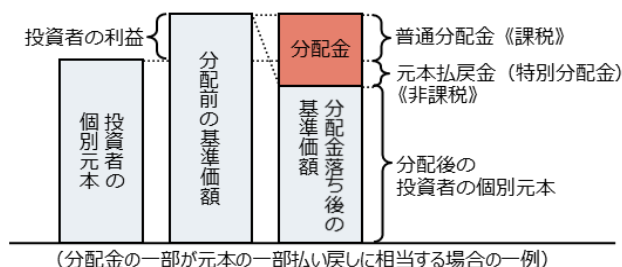 投資者の利益
分配金
普通分配金《課税》
元本払戻金（特別分配金）
《非課税》
投資者の
個別元本
分配前の基準価額
分配金落ち後の
基準価額
分配後の
投資者の個別元本
（分配金の一部が元本の一部払い戻しに相当する場合の一例）